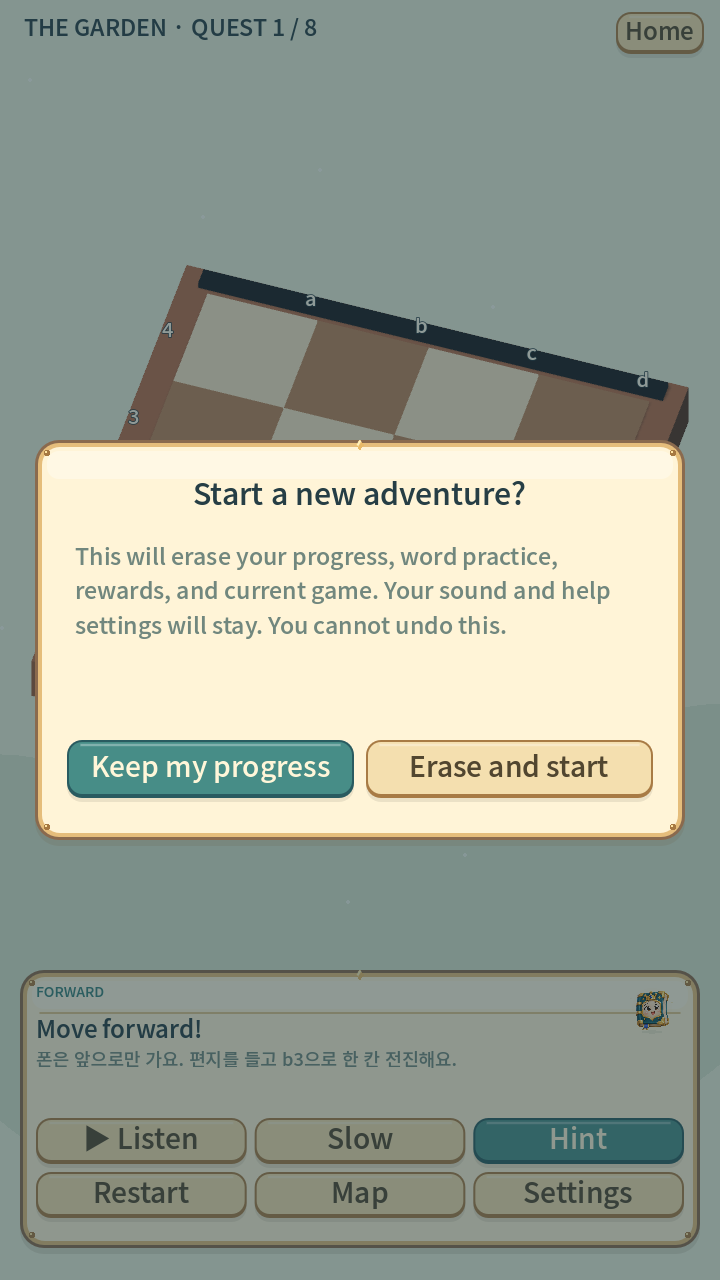 THE GARDEN · QUEST 1 / 8
Home
a
b
c
d
4
3
Start a new adventure?
This will erase your progress, word practice,
rewards, and current game. Your sound and help
settings will stay. You cannot undo this.
Keep my progress
Erase and start
FORWARD
Move forward!
폰은 앞으로만 가요. 편지를 들고 b3으로 한 칸 전진해요.
▶ Listen
Slow
Hint
Restart
Map
Settings